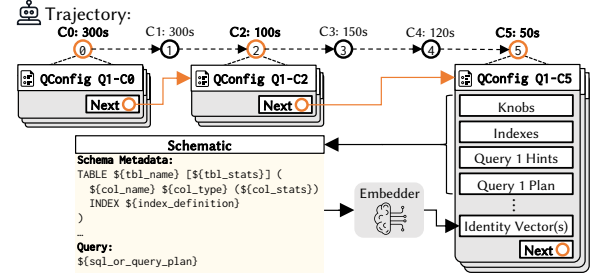 Trajectory:
C0: 300s C1: 300s C2: 100s C3: 150s C4: 120s C5: 50s
0 1 2 3 4 5
QConfig Q1-C0 QConfig Q1-C2 QConfig Q1-C5
Next Next
Knobs
Indexes
Query 1 Hints
Query 1 Plan
⋮
Identity Vector(s)
Next
Schematic
Schema Metadata:
TABLE ${tbl_name} [${tbl_stats}] (
${col_name} ${col_type} (${col_stats})
INDEX ${index_definition}
)
…
Query:
${sql_or_query_plan}
Embedder